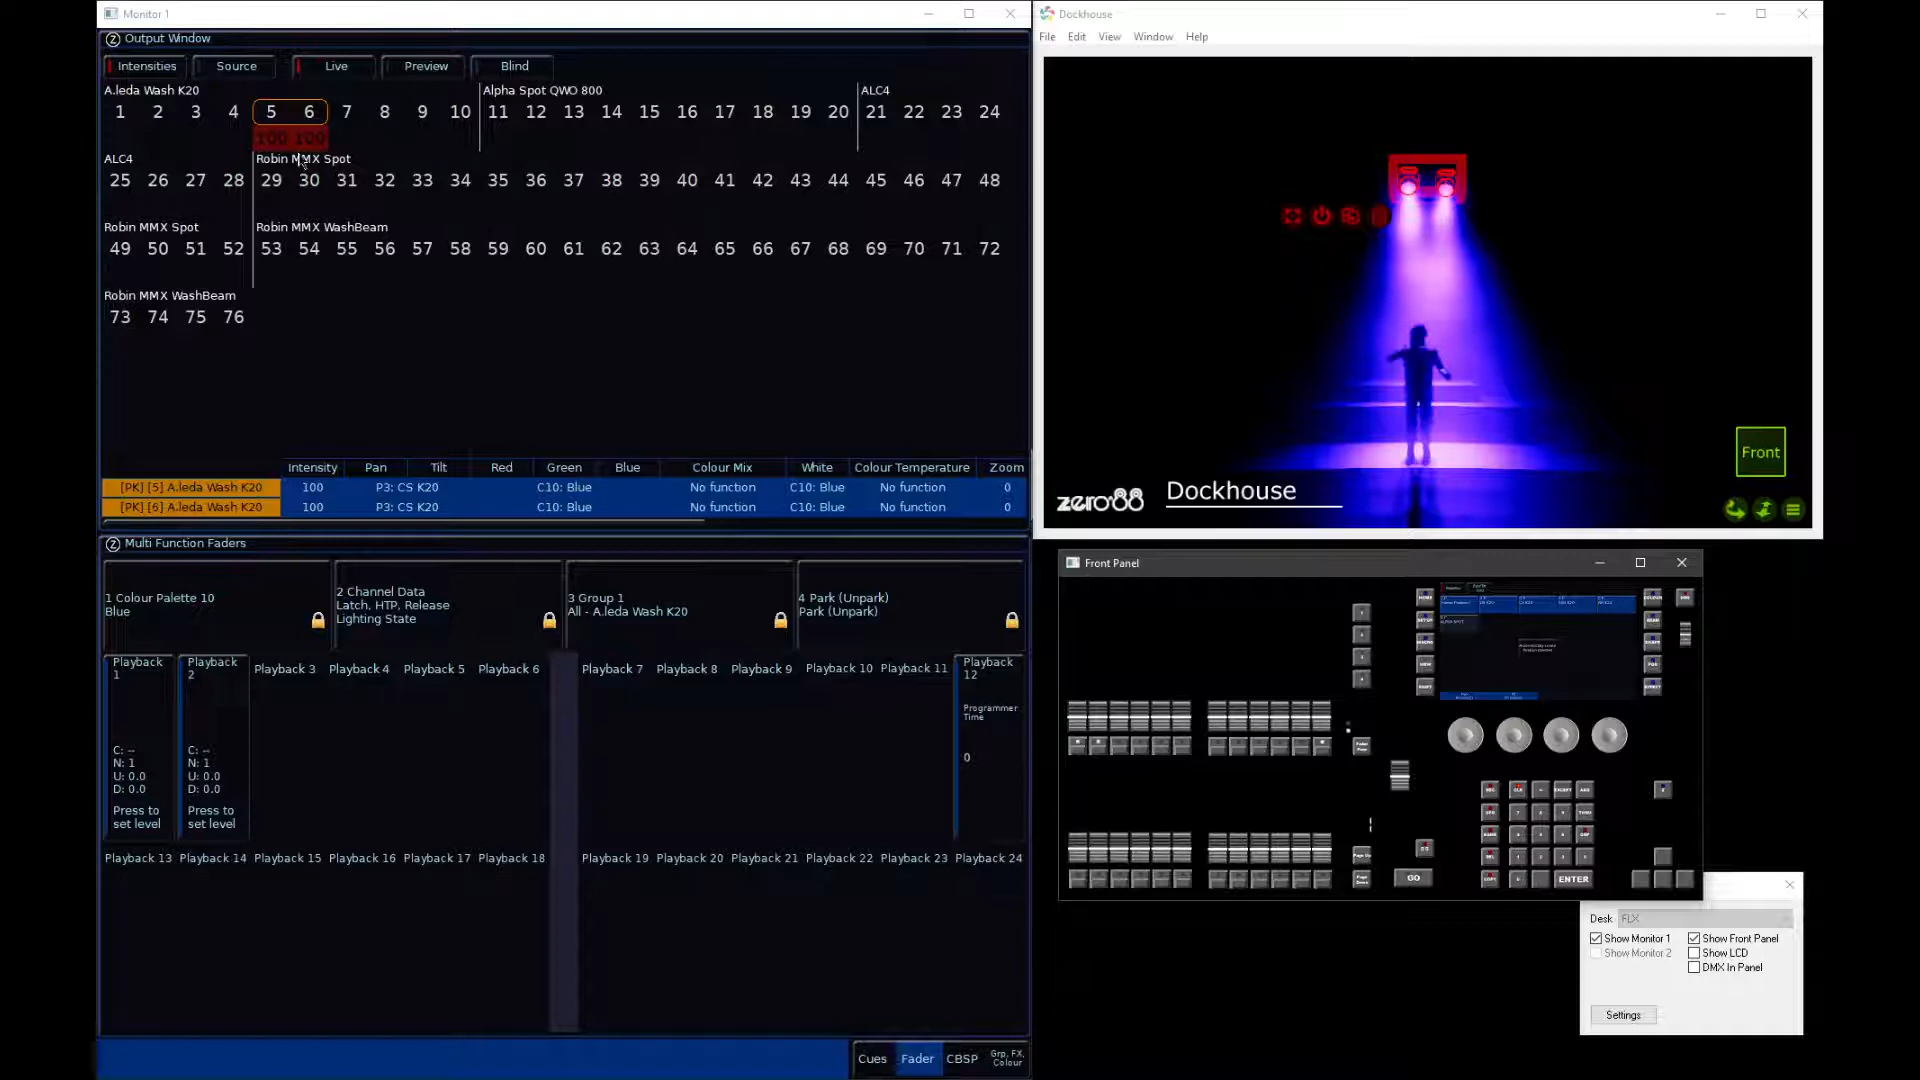 Monitor 1
Output Window
Intensities Source Live Preview Blind
A.leda Wash K20 Alpha Spot QWO 800 ALC4
1 2 3 4 5 6 7 8 9 10 11 12 13 14 15 16 17 18 19 20 21 22 23 24
100 100
ALC4 Robin MMX Spot
25 26 27 28 29 30 31 32 33 34 35 36 37 38 39 40 41 42 43 44 45 46 47 48
Robin MMX Spot Robin MMX WashBeam
49 50 51 52 53 54 55 56 57 58 59 60 61 62 63 64 65 66 67 68 69 70 71 72
Robin MMX WashBeam
73 74 75 76
Intensity Pan Tilt Red Green Blue Colour Mix White Colour Temperature Zoom
[PK] [5] A.leda Wash K20 100 P3: CS K20 C10: Blue No function C10: Blue No function 0
[PK] [6] A.leda Wash K20 100 P3: CS K20 C10: Blue No function C10: Blue No function 0
Multi Function Faders
1 Colour Palette 10
Blue
2 Channel Data
Latch, HTP, Release
Lighting State
3 Group 1
All - A.leda Wash K20
4 Park (Unpark)
Park (Unpark)
Playback
1
C: --
N: 1
U: 0.0
D: 0.0
Press to
set level
Playback
2
C: --
N: 1
U: 0.0
D: 0.0
Press to
set level
Playback 3 Playback 4 Playback 5 Playback 6 Playback 7 Playback 8 Playback 9 Playback 10 Playback 11
Playback
12
Programmer
Time
0
Playback 13 Playback 14 Playback 15 Playback 16 Playback 17 Playback 18 Playback 19 Playback 20 Playback 21 Playback 22 Playback 23 Playback 24
Cues Fader CBSP Grp, FX,
Colour
Dockhouse
File Edit View Window Help
Front
zero88 Dockhouse
Front Panel
GO
ENTER
Desk FLX
Show Monitor 1 Show Front Panel
Show Monitor 2 Show LCD
DMX In Panel
Settings